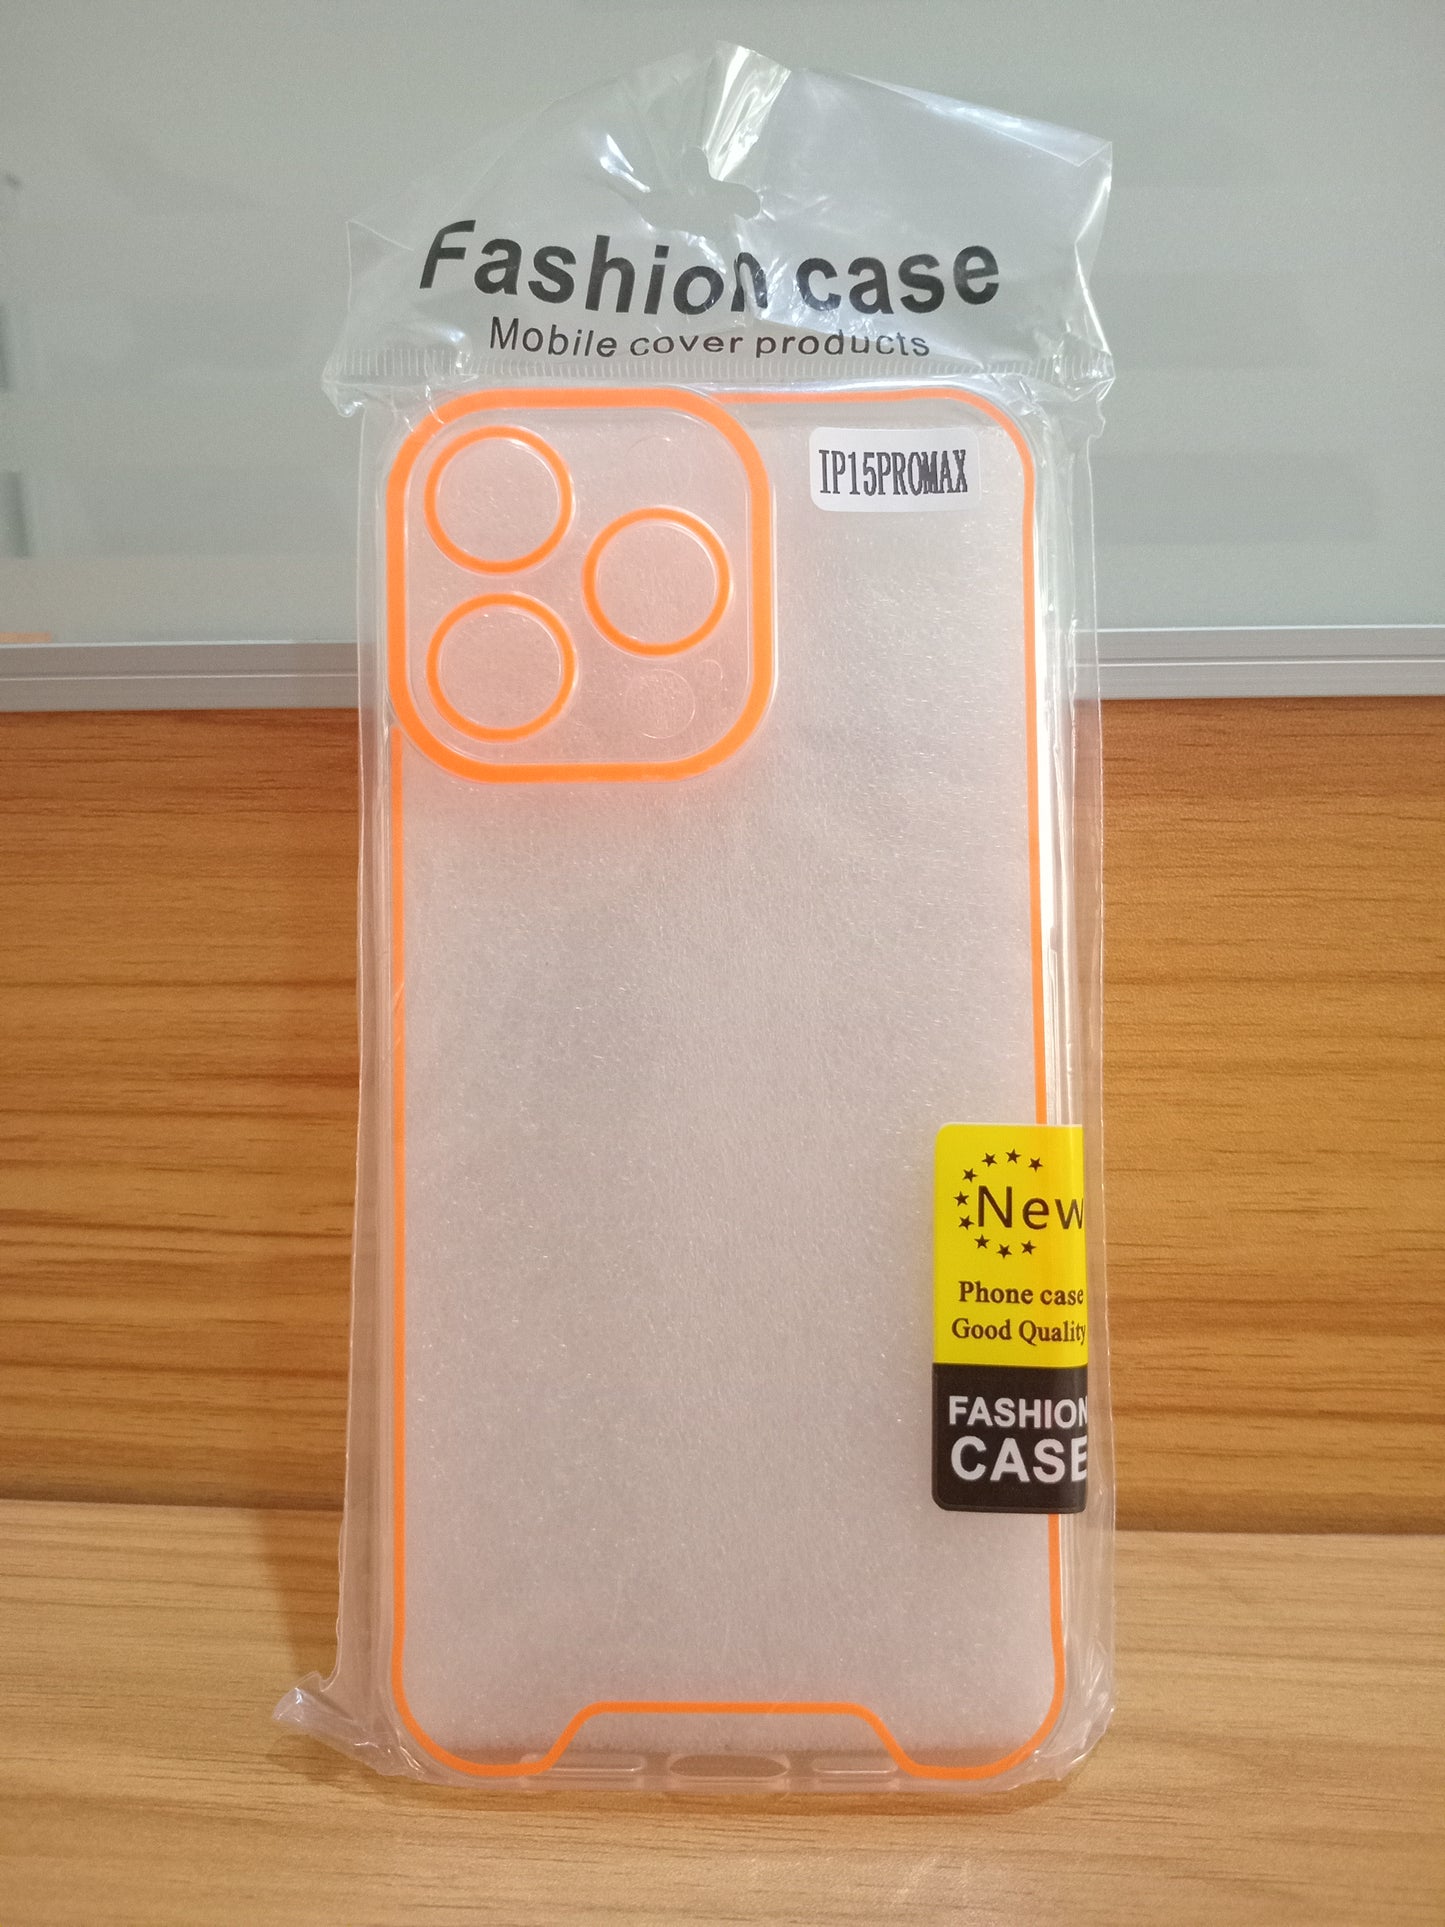 Fashion case
Mobile cover products
IP15PROMAX
New
Phone case
Good Quality
FASHION
CASE